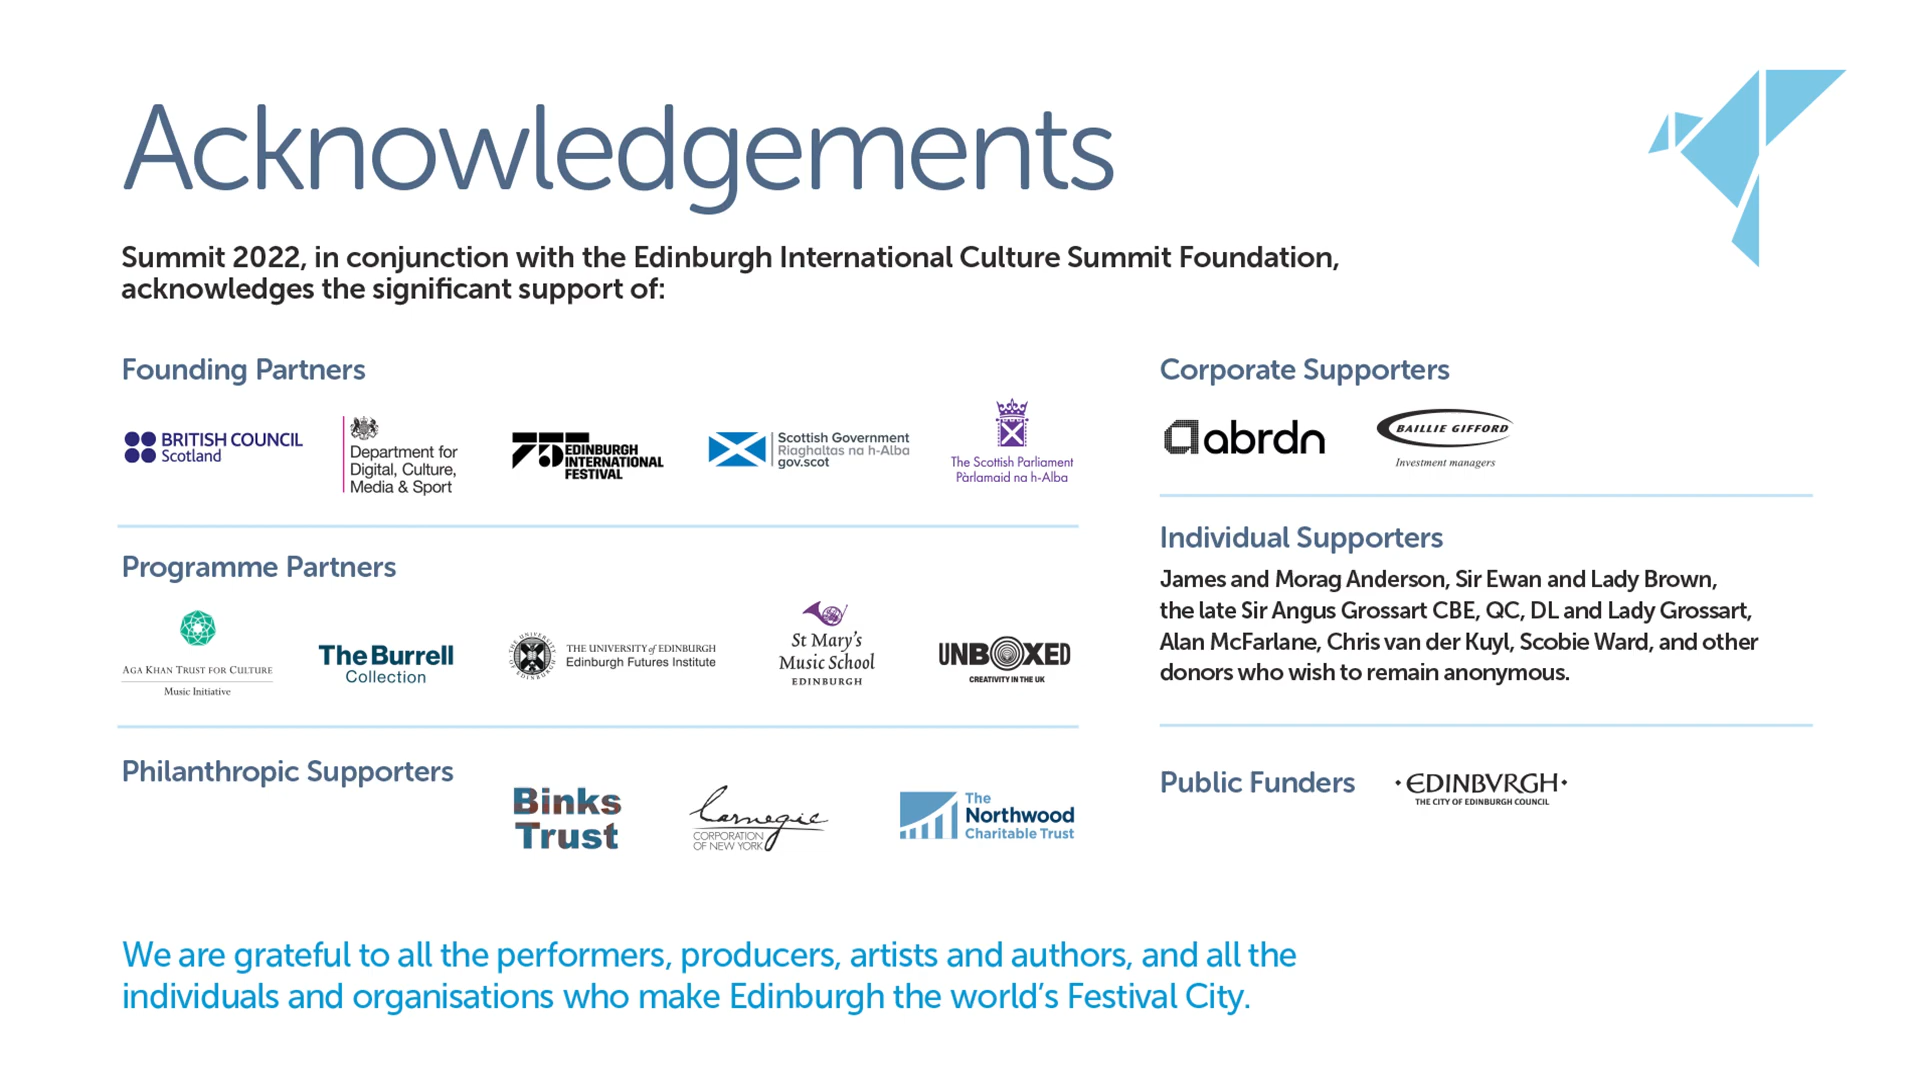 Acknowledgements
Summit 2022, in conjunction with the Edinburgh International Culture Summit Foundation,
acknowledges the significant support of:
Founding Partners
BRITISH COUNCIL
Scotland
Department for
Digital, Culture,
Media & Sport
75 EDINBURGH
INTERNATIONAL
FESTIVAL
Scottish Government
Riaghaltas na h-Alba
gov.scot
The Scottish Parliament
Pàrlamaid na h-Alba
Programme Partners
AGA KHAN TRUST FOR CULTURE
Music Initiative
The Burrell
Collection
THE UNIVERSITY OF EDINBURGH
THE UNIVERSITY of EDINBURGH
Edinburgh Futures Institute
St Mary's
Music School
EDINBURGH
UNBOXED
CREATIVITY IN THE UK
Philanthropic Supporters
Binks
Trust
Carnegie
CORPORATION
OF NEW YORK
The
Northwood
Charitable Trust
Corporate Supporters
abrdn
BAILLIE GIFFORD
Investment managers
Individual Supporters
James and Morag Anderson, Sir Ewan and Lady Brown,
the late Sir Angus Grossart CBE, QC, DL and Lady Grossart,
Alan McFarlane, Chris van der Kuyl, Scobie Ward, and other
donors who wish to remain anonymous.
Public Funders
·EDINBVRGH·
THE CITY OF EDINBURGH COUNCIL
We are grateful to all the performers, producers, artists and authors, and all the
individuals and organisations who make Edinburgh the world's Festival City.